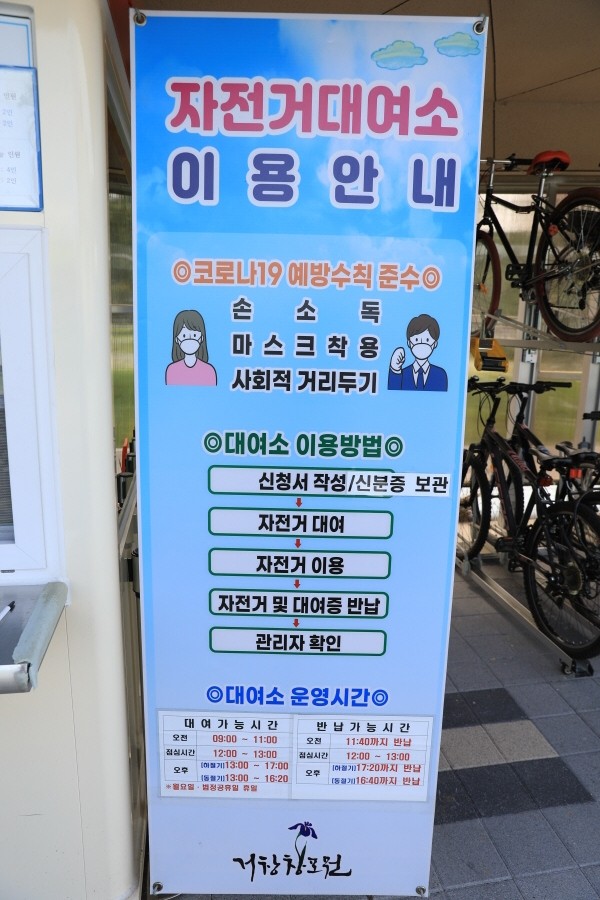 자전거대여소
이용안내
◎코로나19 예방수칙 준수◎
손 소 독
마스크착용
사회적 거리두기
◎대여소 이용방법◎
신청서 작성/신분증 보관
자전거 대여
자전거 이용
자전거 및 대여증 반납
관리자 확인
◎대여소 운영시간◎
대여가능시간
오전 09:00 ~ 11:00
점심시간 12:00 ~ 13:00
오후 [하절기]13:00 ~ 17:00
[동절기]13:00 ~ 16:20
※월요일·법정공휴일 휴일
반납가능시간
오전 11:40까지 반납
점심시간 12:00 ~ 13:00
오후 [하절기]17:20까지 반납
[동절기]16:40까지 반납
거창창포원